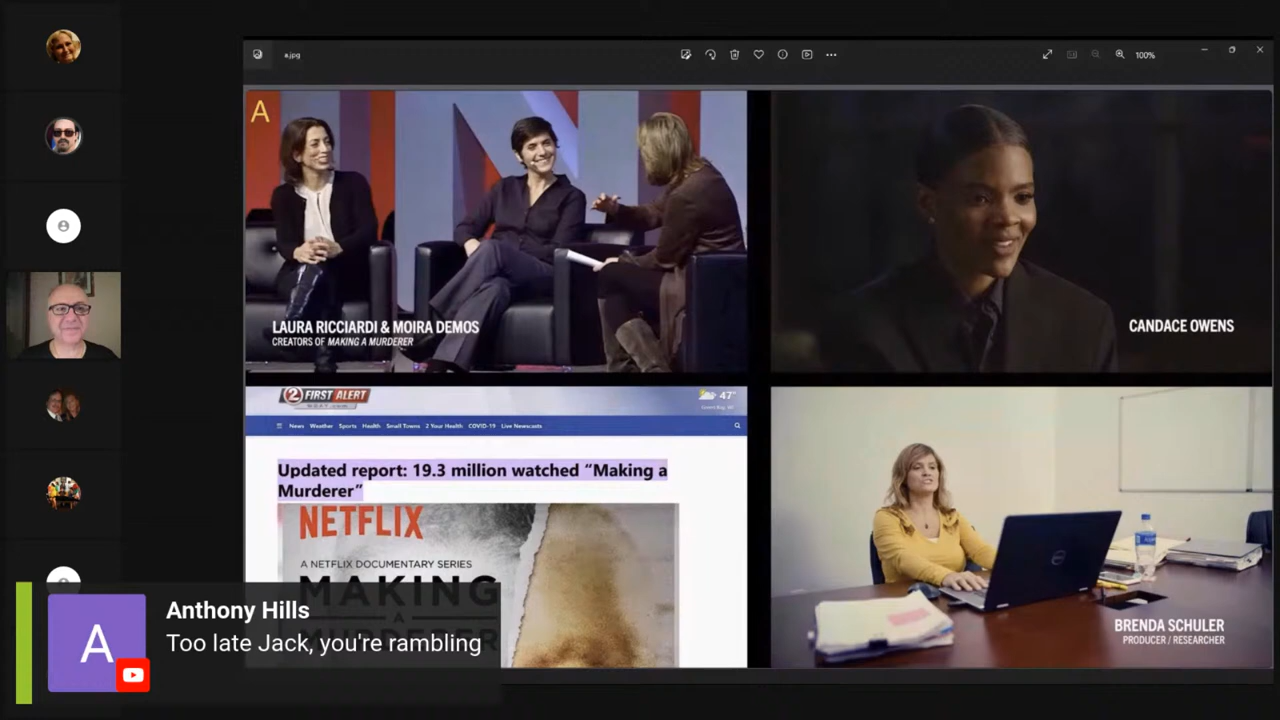 a.jpg
100%
A
LAURA RICCIARDI & MOIRA DEMOS
CREATORS OF MAKING A MURDERER
CANDACE OWENS
2 FIRST ALERT
47°
News Weather Sports Health Small Towns 2 Your Health COVID-19 Live Newscasts
Updated report: 19.3 million watched “Making a
Murderer”
NETFLIX
A NETFLIX DOCUMENTARY SERIES
MAKING
A
MURDERER
BRENDA SCHULER
PRODUCER / RESEARCHER
A
Anthony Hills
Too late Jack, you're rambling